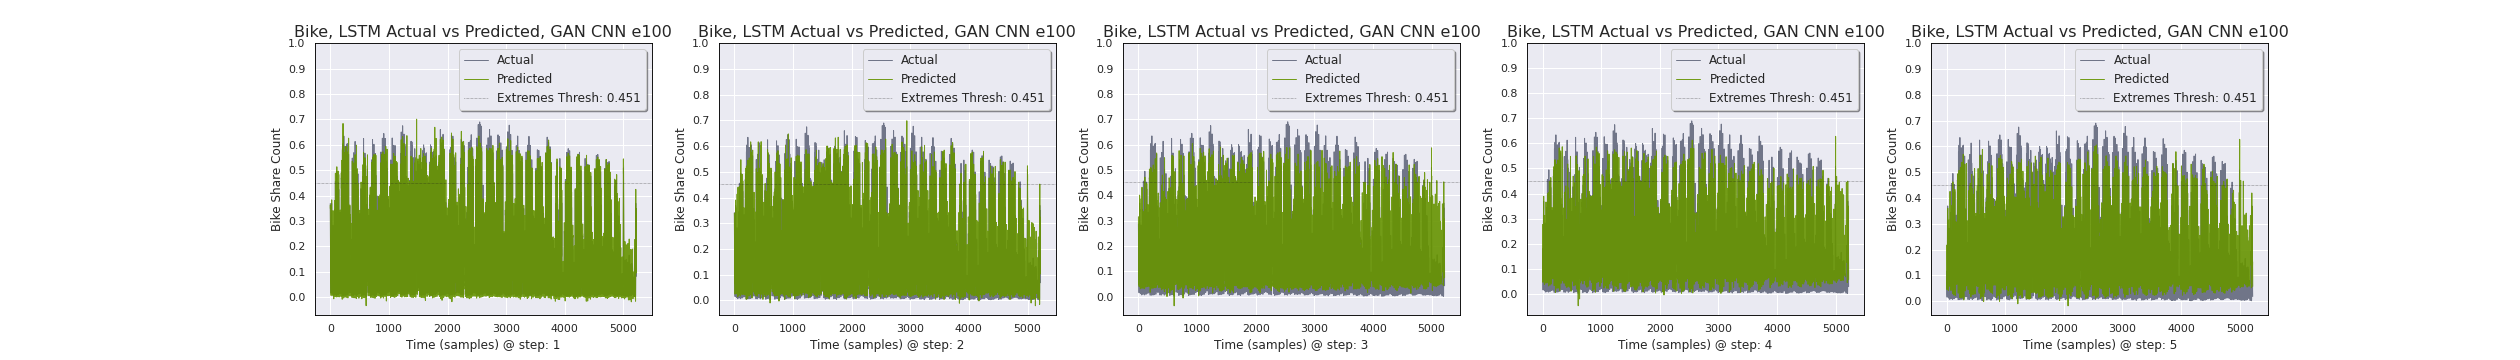 Bike, LSTM Actual vs Predicted, GAN CNN e100
1.0
0.9
0.8
0.7
0.6
0.5
0.4
0.3
0.2
0.1
0.0
Bike Share Count
Actual
Predicted
Extremes Thresh: 0.451
0 1000 2000 3000 4000 5000
Time (samples) @ step: 1
Bike, LSTM Actual vs Predicted, GAN CNN e100
1.0
0.9
0.8
0.7
0.6
0.5
0.4
0.3
0.2
0.1
0.0
Bike Share Count
Actual
Predicted
Extremes Thresh: 0.451
0 1000 2000 3000 4000 5000
Time (samples) @ step: 2
Bike, LSTM Actual vs Predicted, GAN CNN e100
1.0
0.9
0.8
0.7
0.6
0.5
0.4
0.3
0.2
0.1
0.0
Bike Share Count
Actual
Predicted
Extremes Thresh: 0.451
0 1000 2000 3000 4000 5000
Time (samples) @ step: 3
Bike, LSTM Actual vs Predicted, GAN CNN e100
1.0
0.9
0.8
0.7
0.6
0.5
0.4
0.3
0.2
0.1
0.0
Bike Share Count
Actual
Predicted
Extremes Thresh: 0.451
0 1000 2000 3000 4000 5000
Time (samples) @ step: 4
Bike, LSTM Actual vs Predicted, GAN CNN e100
1.0
0.9
0.8
0.7
0.6
0.5
0.4
0.3
0.2
0.1
0.0
Bike Share Count
Actual
Predicted
Extremes Thresh: 0.451
0 1000 2000 3000 4000 5000
Time (samples) @ step: 5